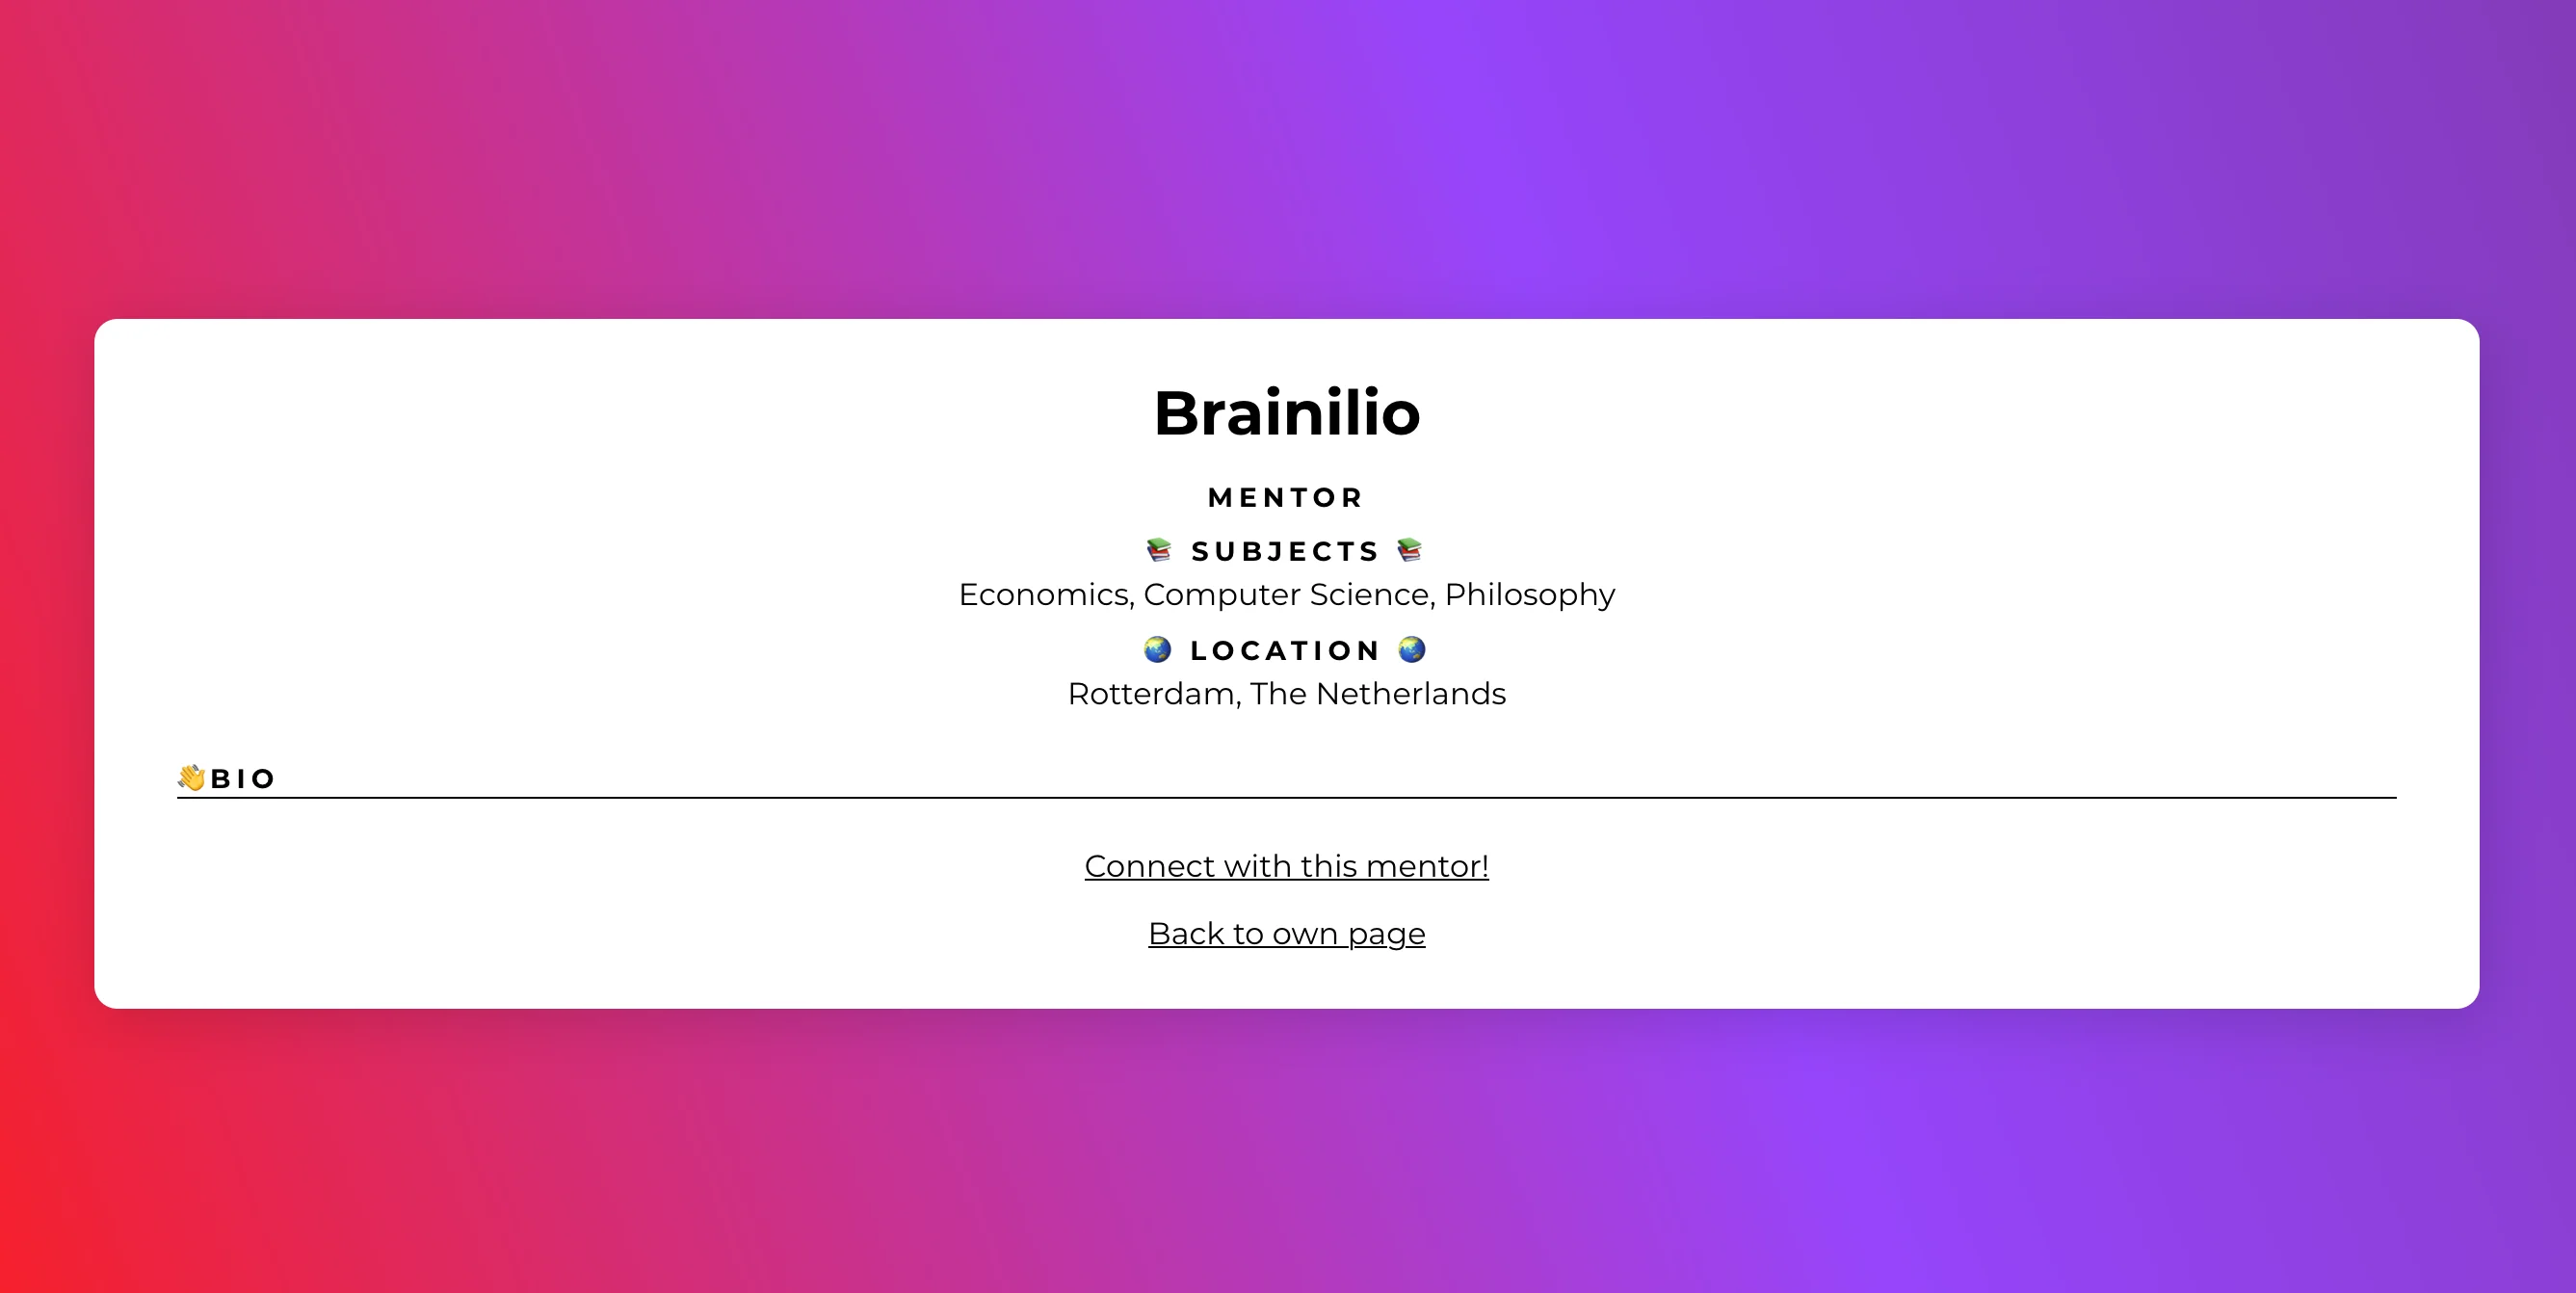 Brainilio
MENTOR
📚 SUBJECTS 📚
Economics, Computer Science, Philosophy
🌏 LOCATION 🌏
Rotterdam, The Netherlands
👋BIO
Connect with this mentor!
Back to own page